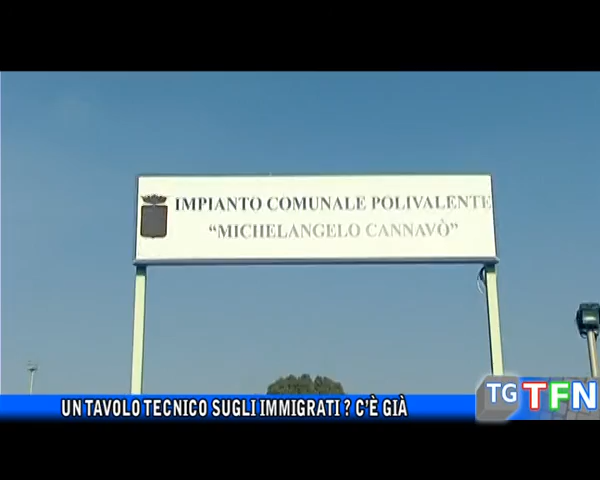 IMPIANTO COMUNALE POLIVALENTE
“MICHELANGELO CANNAVÒ”
UN TAVOLO TECNICO SUGLI IMMIGRATI ? C'È GIÀ
TG TFN